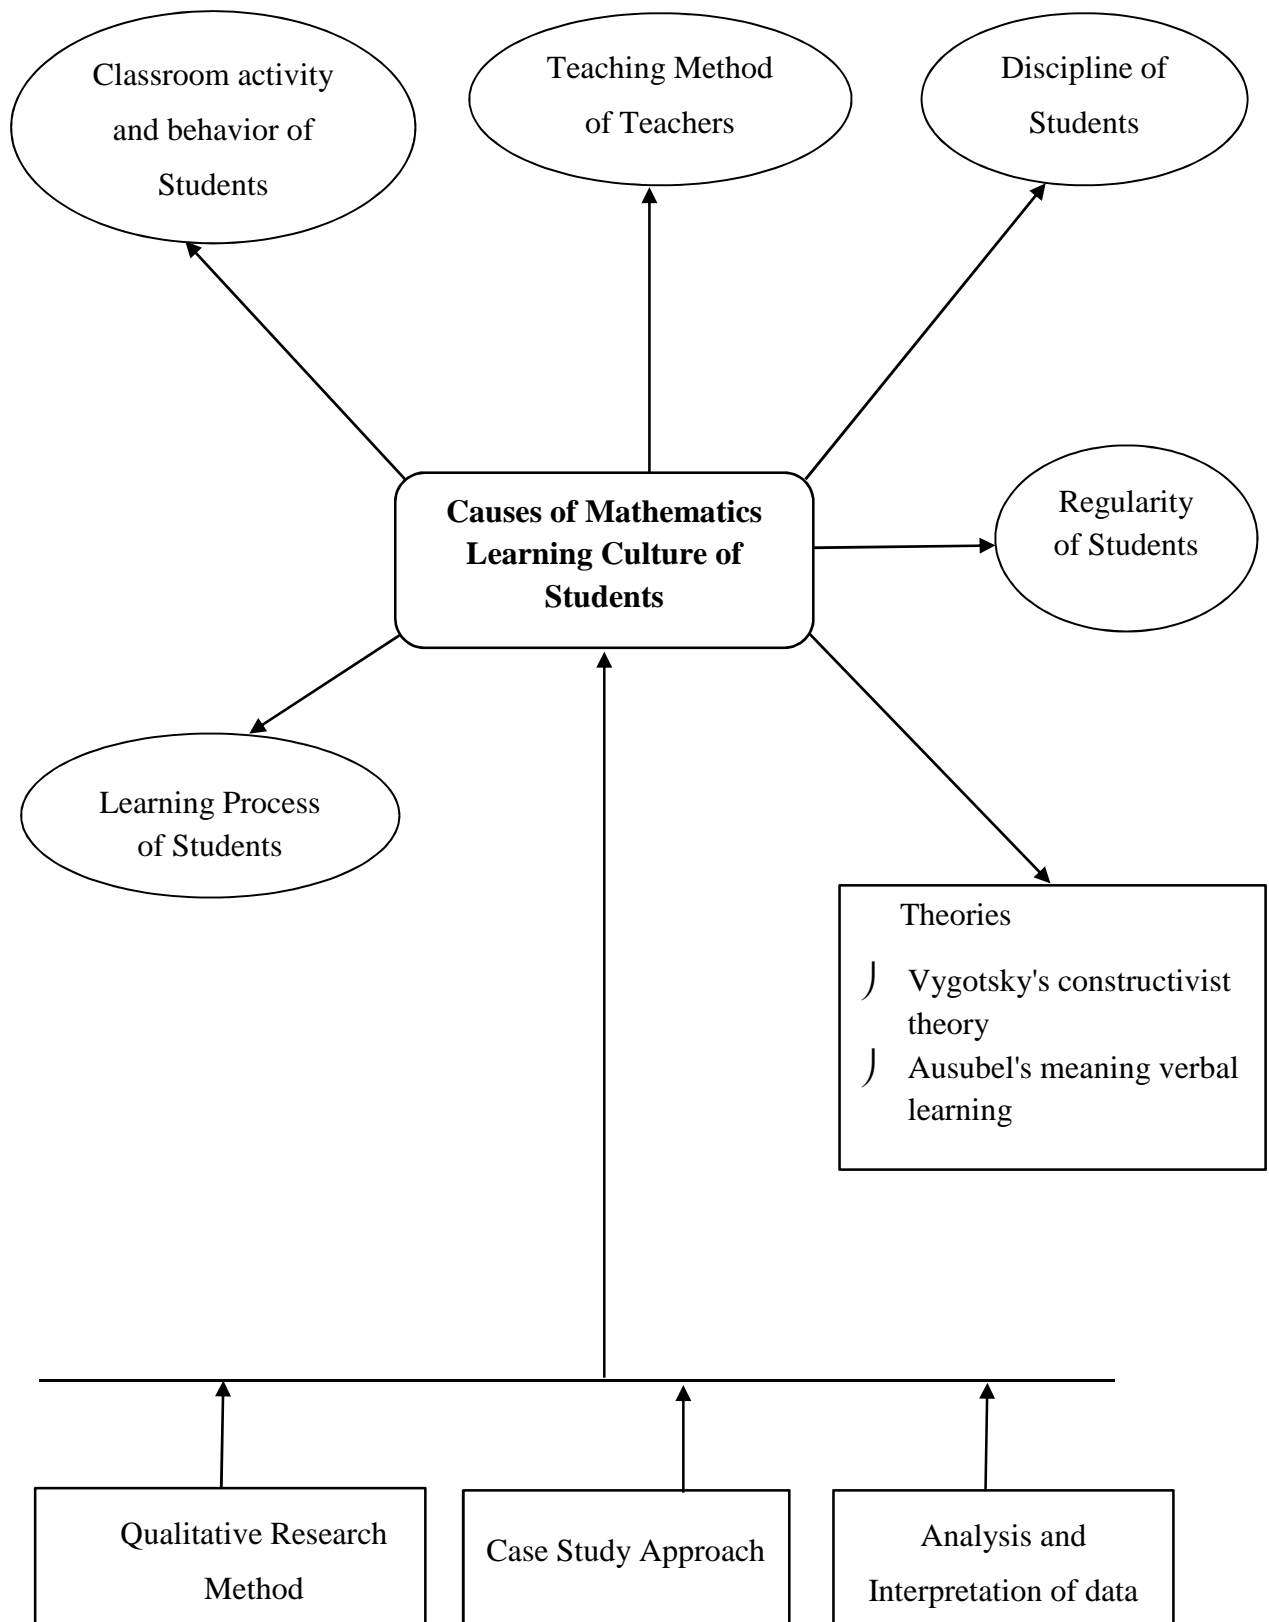 Classroom activity
and behavior of
Students
Teaching Method
of Teachers
Discipline of
Students
Causes of Mathematics
Learning Culture of
Students
Regularity
of Students
Learning Process
of Students
Theories
Vygotsky's constructivist
theory
Ausubel's meaning verbal
learning
Qualitative Research
Method
Case Study Approach
Analysis and
Interpretation of data